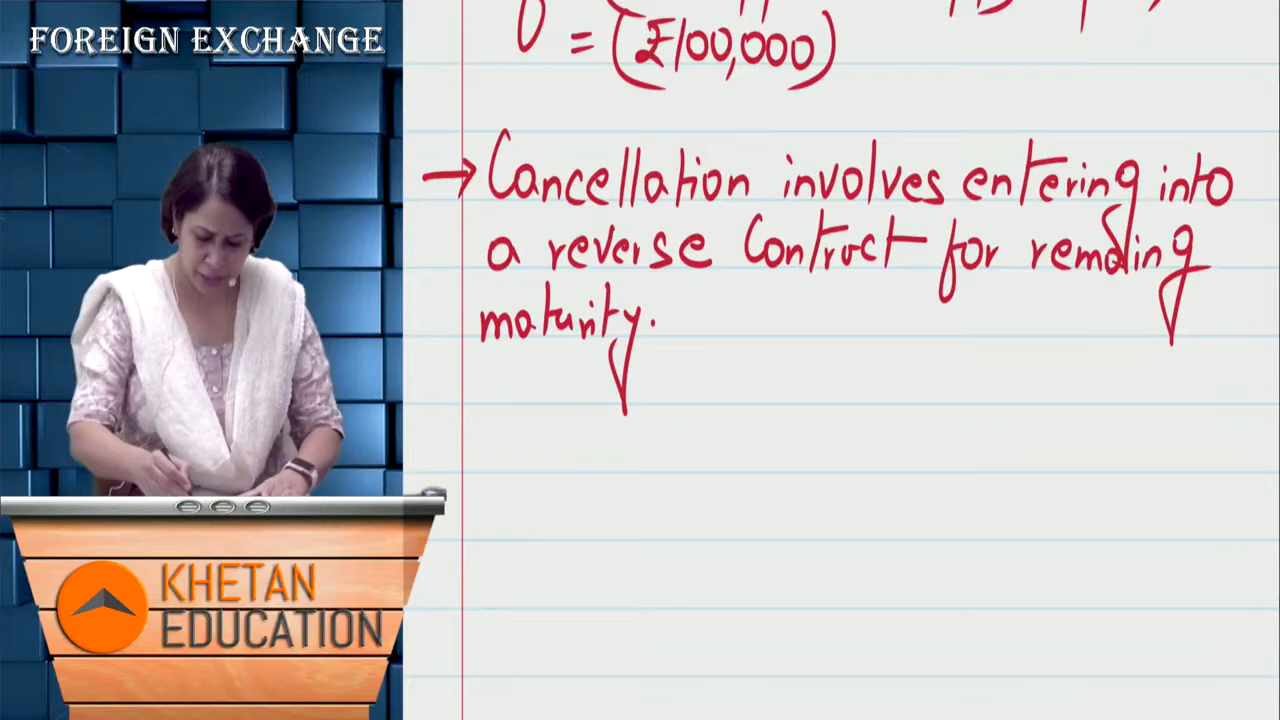 FOREIGN EXCHANGE
= (₹100,000)
→ Cancellation involves entering into
a reverse Contract for remaing
maturity.
KHETAN
EDUCATION